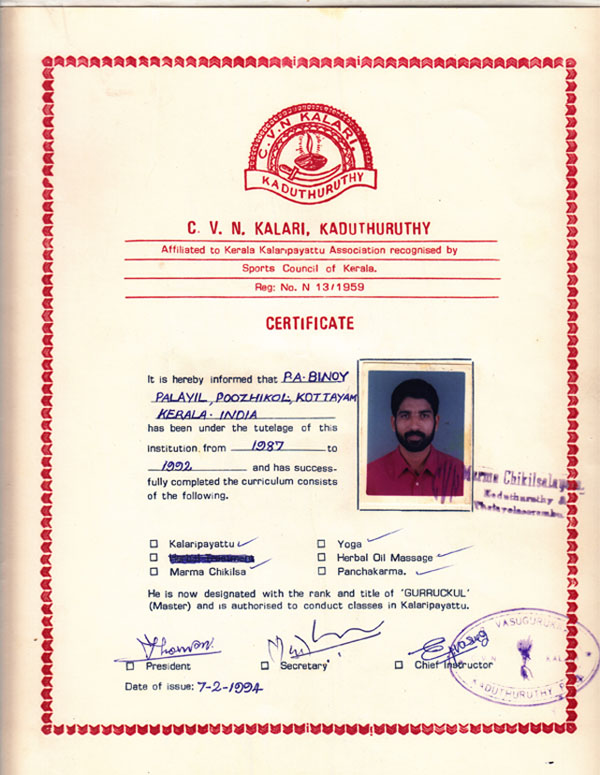 C. V. N KALARI.
KADUTHURUTHY
C. V. N. KALARI, KADUTHURUTHY
Affiliated to Kerala Kalaripayattu Association recognised by
Sports Council of Kerala.
Reg: No. N 13/1959
CERTIFICATE
It is hereby informed that P.A. BINOY
PALAYIL, POOZHIKOL, KOTTAYAM
KERALA - INDIA
has been under the tutelage of this
institution, from 1987 to
1992 and has success-
fully completed the curriculum consists
of the following.
Marma Chikilsalayam.
Kaduthuruthy &
Kalaripayattu
Marma Chikilsa
Yoga
Herbal Oil Massage
Panchakarma.
He is now designated with the rank and title of 'GURRUCKUL'
(Master) and is authorised to conduct classes in Kalaripayattu.
President
Secretary
Chief Instructor
VASUGURUKK
KADUTHURUTHY P.
Date of issue: 7-2-1994